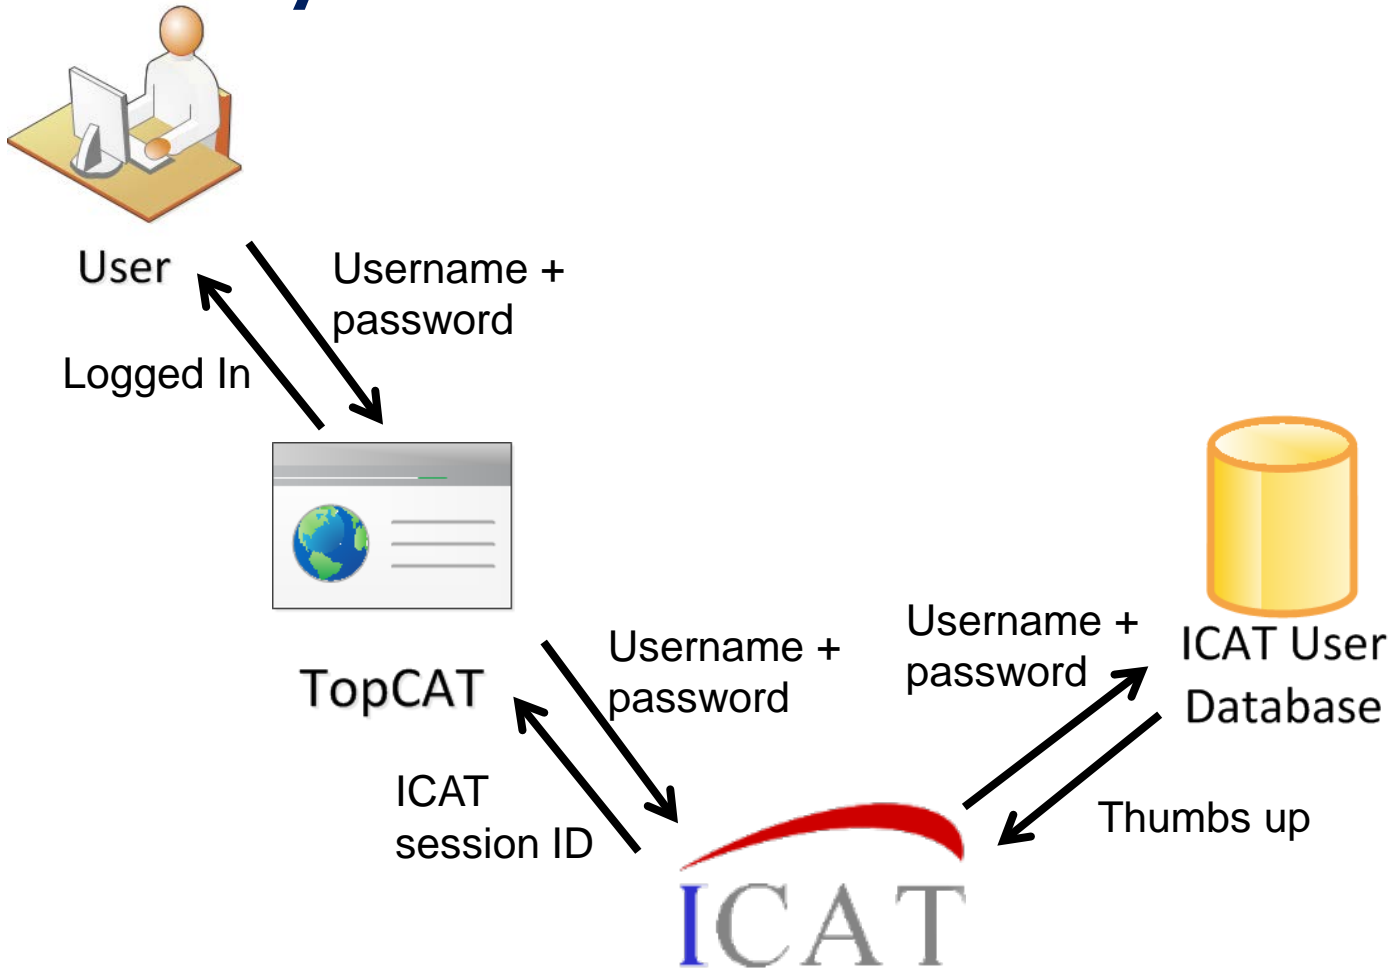 User
Username +
password
Logged In
TopCAT
Username +
password
ICAT
session ID
Username +
password
ICAT User
Database
Thumbs up
ICAT